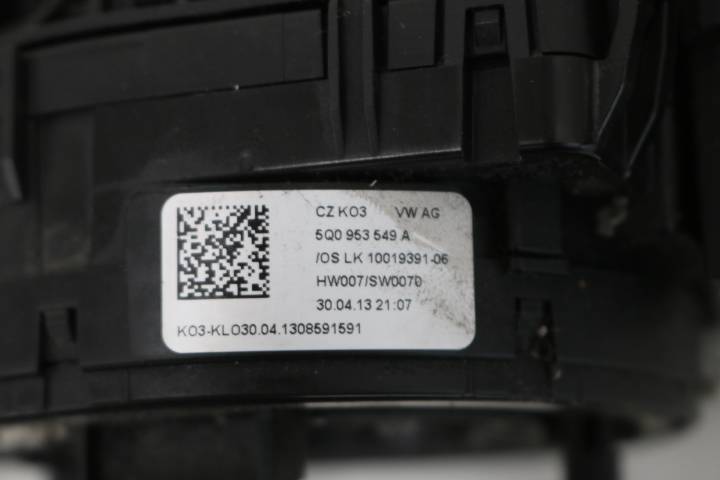 CZ K03 VW AG
5Q0 953 549 A
/OS LK 10019391-06
HW007/SW0070
30.04.13 21:07
K03-KLO30.04.1308591591